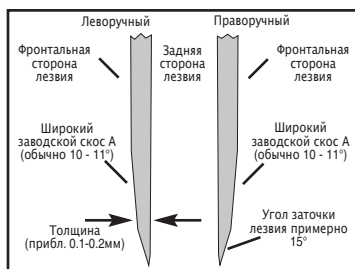 Леворучный
Праворучный
Фронтальная
сторона
лезвия
Задняя
сторона
лезвия
Фронтальная
сторона
лезвия
Широкий
заводской скос А
(обычно 10 - 11°)
Широкий
заводской скос А
(обычно 10 - 11°)
Толщина
(прибл. 0.1-0.2мм)
Угол заточки
лезвия примерно
15°